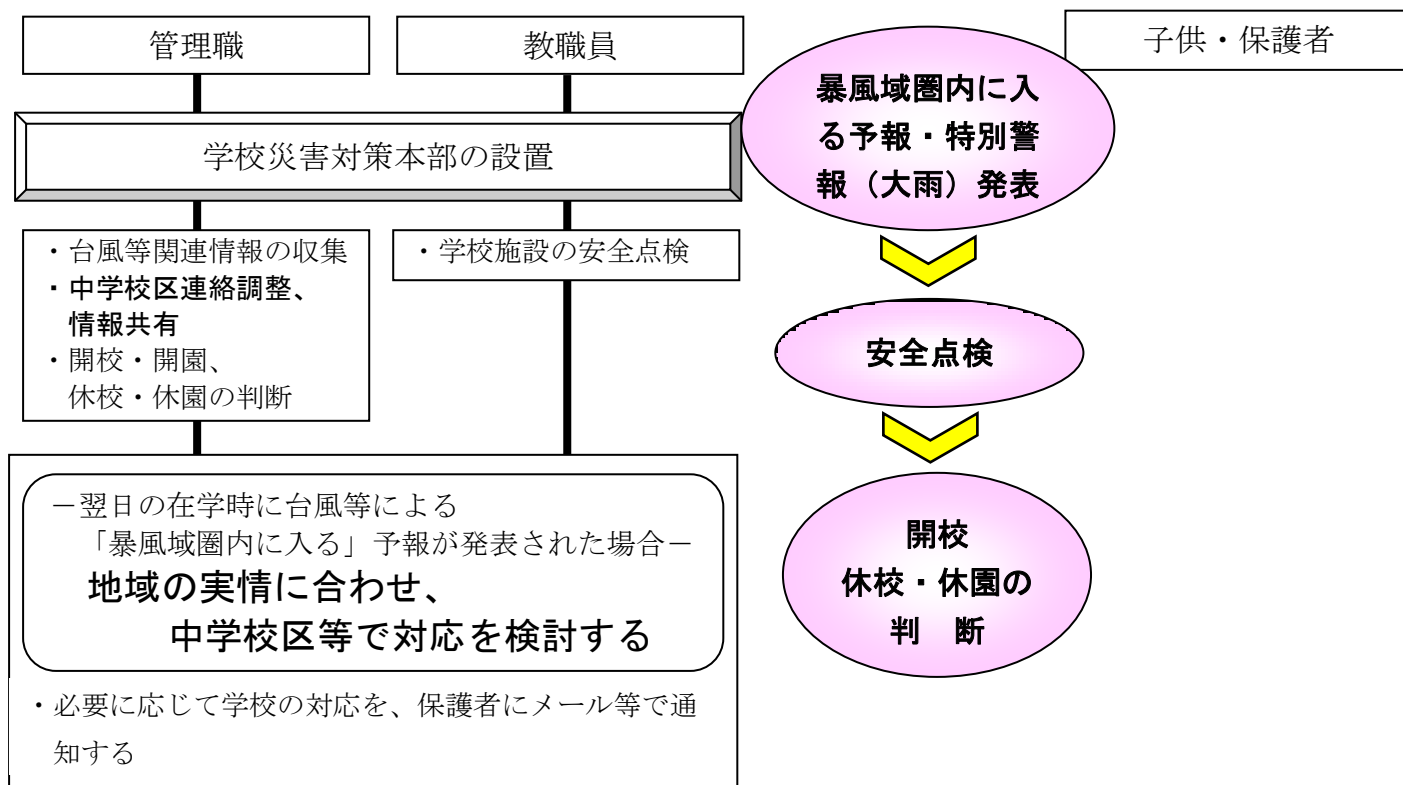 管理職
教職員
子供・保護者
学校災害対策本部の設置
暴風域圏内に入
る予報・特別警
報（大雨）発表
・台風等関連情報の収集
・中学校区連絡調整、
情報共有
・開校・開園、
休校・休園の判断
・学校施設の安全点検
安全点検
－翌日の在学時に台風等による
「暴風域圏内に入る」予報が発表された場合－
地域の実情に合わせ、
中学校区等で対応を検討する
開校
休校・休園の
判　断
・必要に応じて学校の対応を、保護者にメール等で通
知する